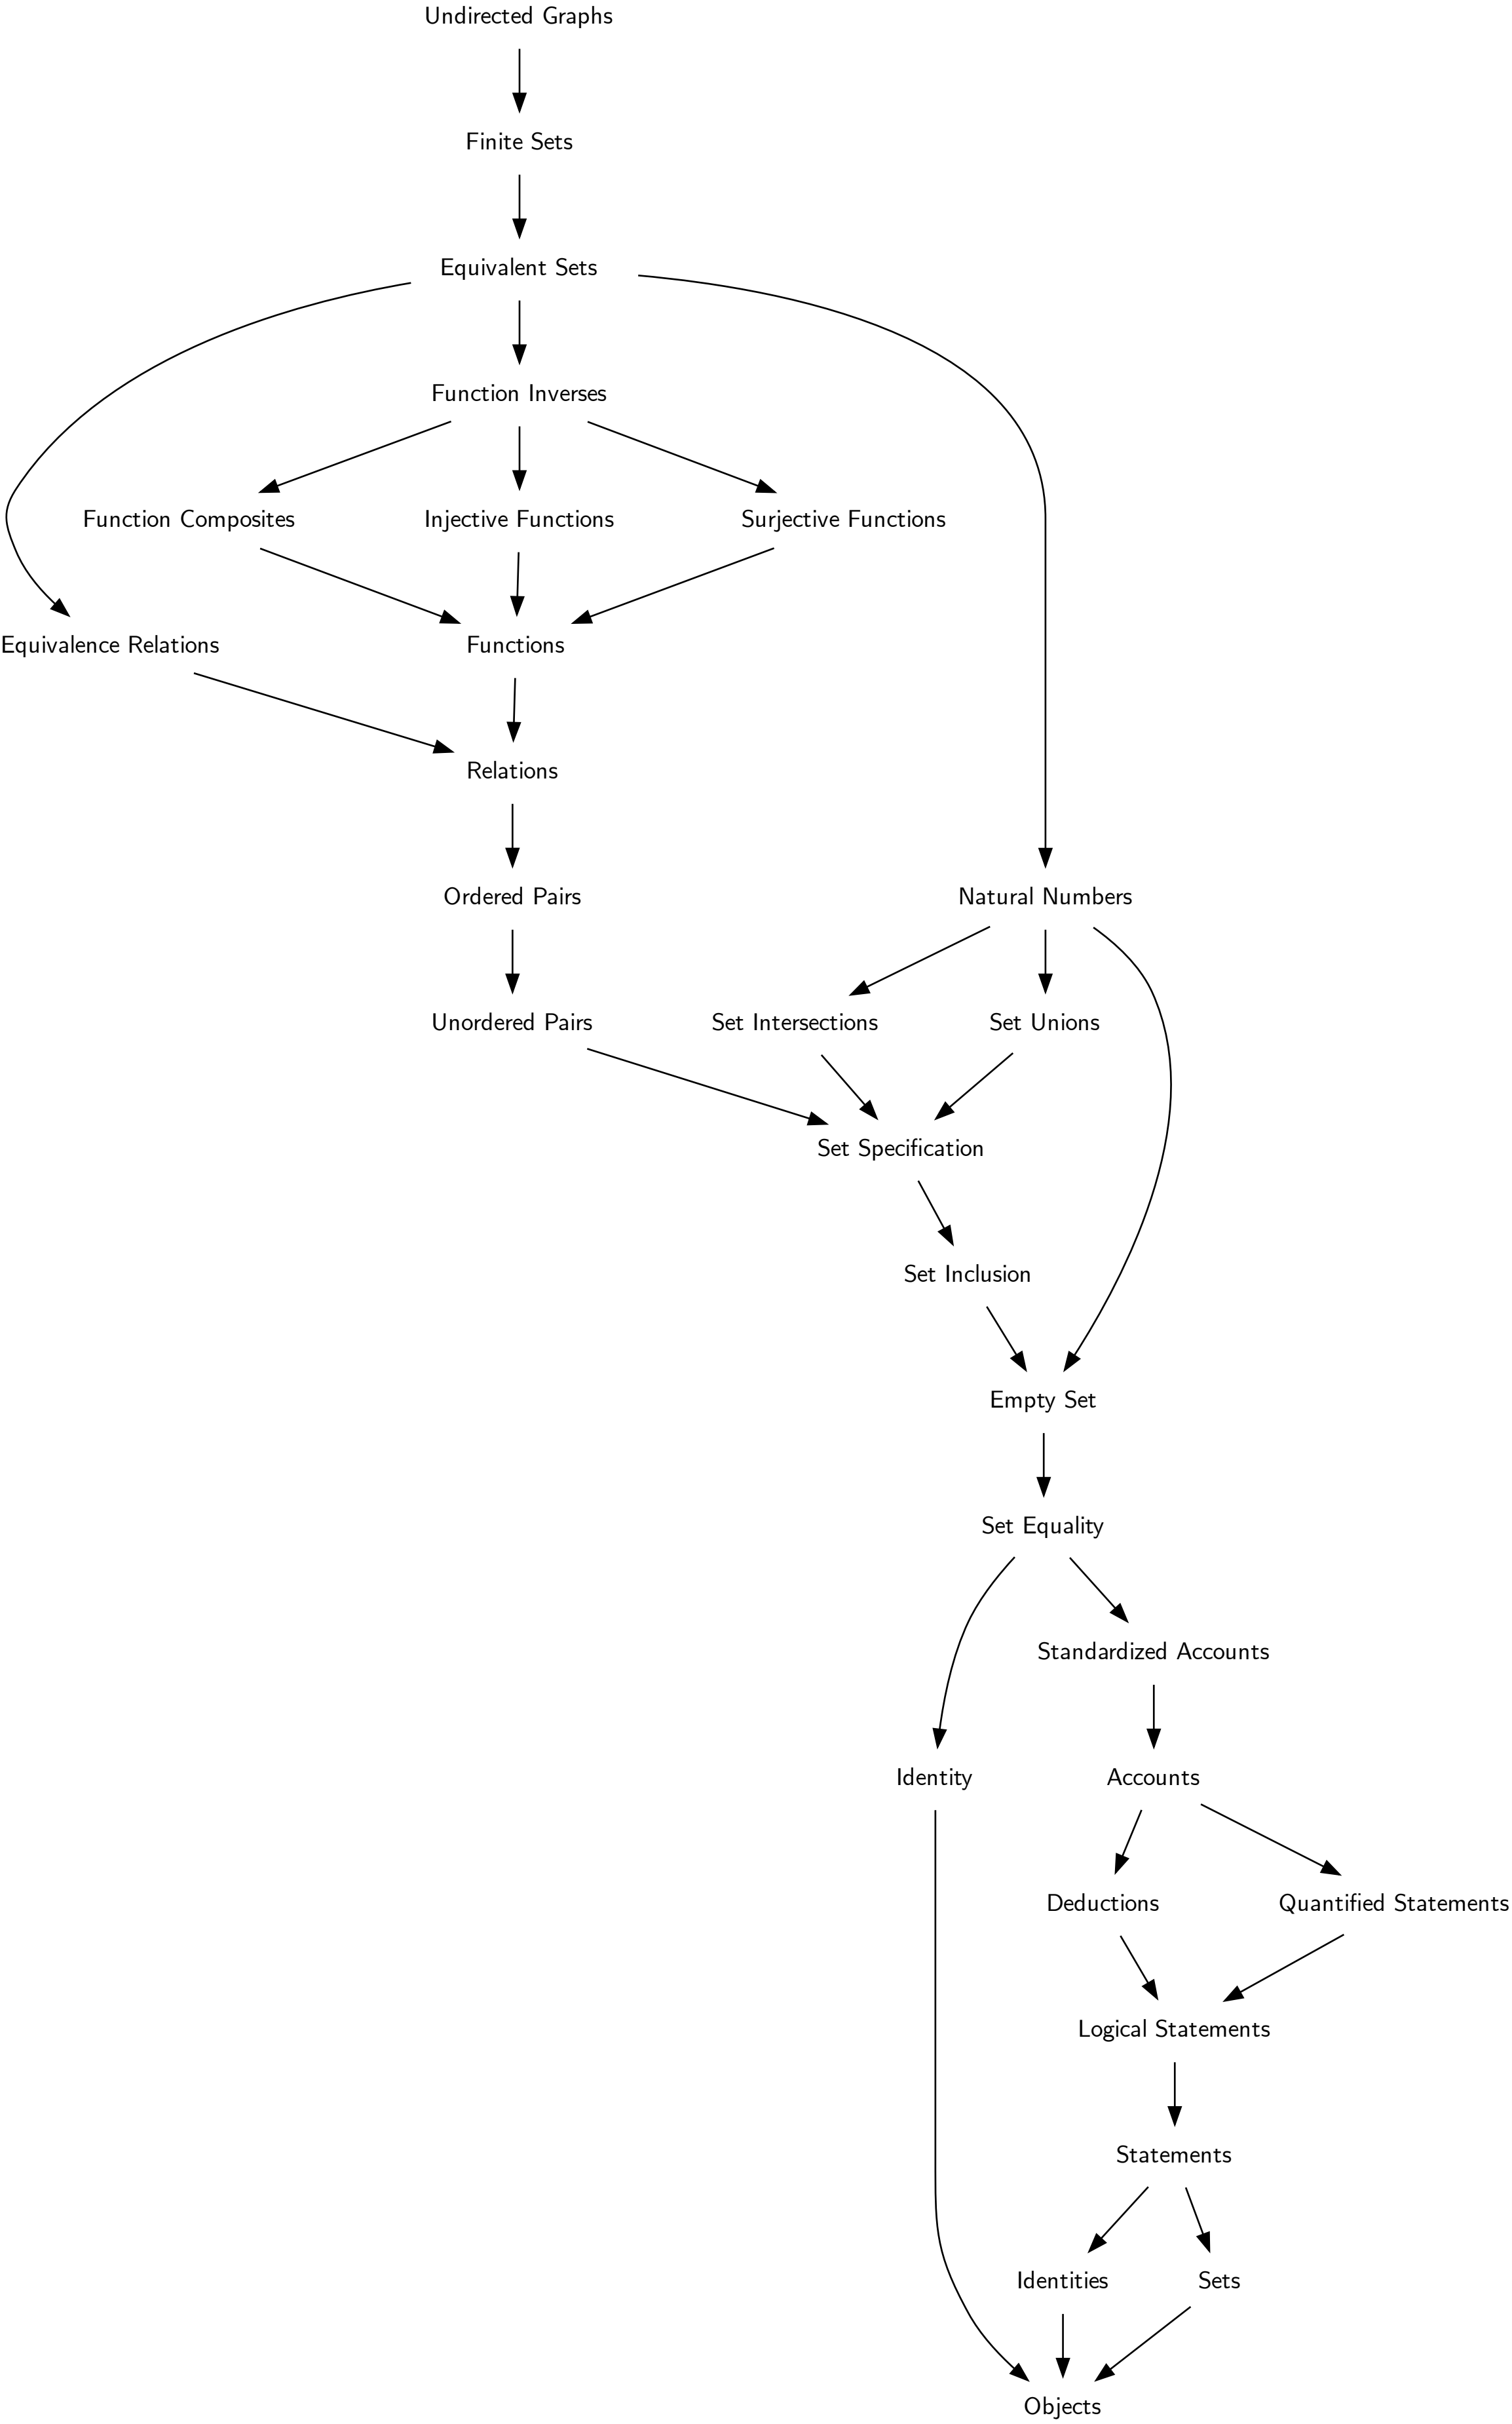 Undirected Graphs
Finite Sets
Equivalent Sets
Function Inverses
Function Composites
Injective Functions
Surjective Functions
Equivalence Relations
Functions
Relations
Ordered Pairs
Natural Numbers
Unordered Pairs
Set Intersections
Set Unions
Set Specification
Set Inclusion
Empty Set
Set Equality
Standardized Accounts
Identity
Accounts
Deductions
Quantified Statements
Logical Statements
Statements
Identities
Sets
Objects